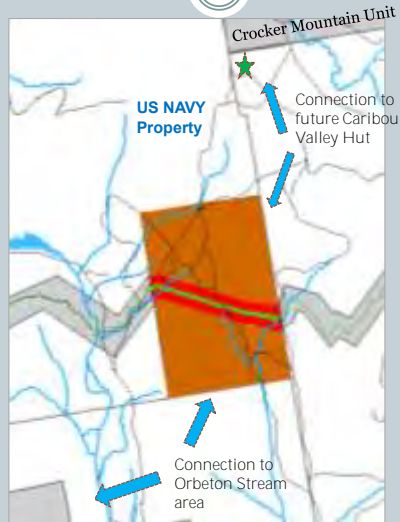 Crocker Mountain Unit
US NAVY
Property
Connection to
future Caribou
Valley Hut
Connection to
Orbeton Stream
area